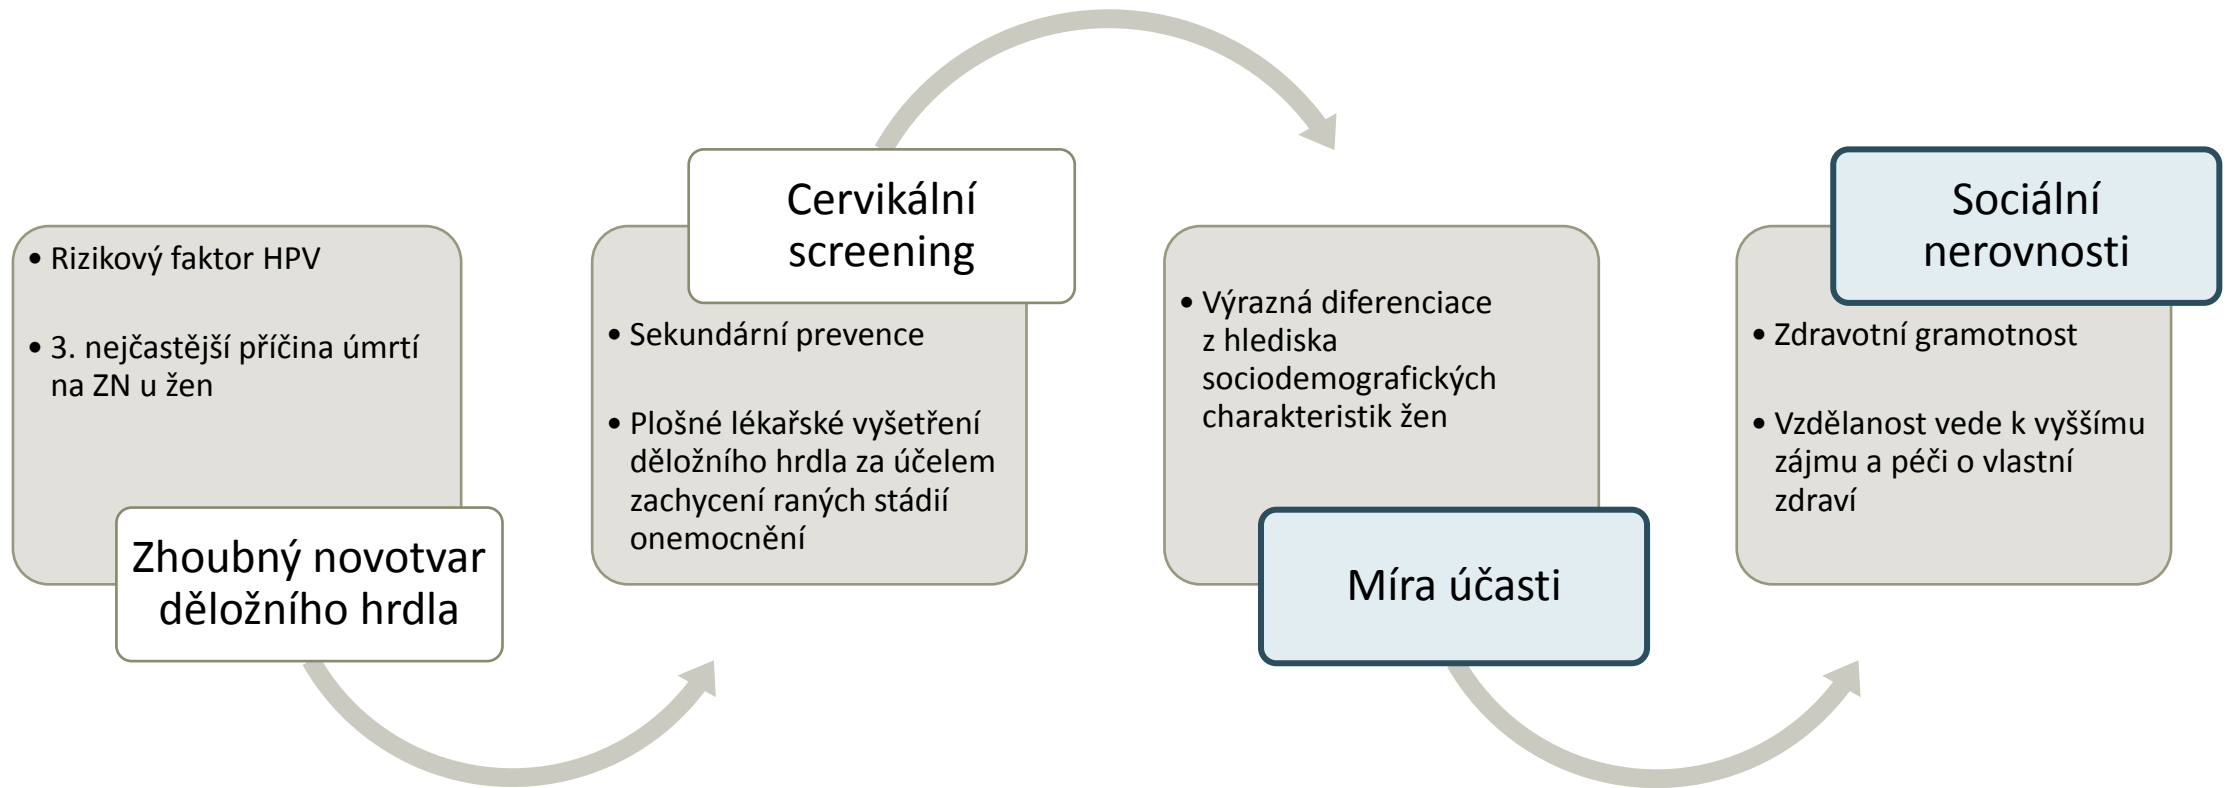 • Rizikový faktor HPV
• 3. nejčastější příčina úmrtí
na ZN u žen
Zhoubný novotvar
děložního hrdla
Cervikální
screening
• Sekundární prevence
• Plošné lékařské vyšetření
děložního hrdla za účelem
zachycení raných stádií
onemocnění
• Výrazná diferenciace
z hlediska
sociodemografických
charakteristik žen
Míra účasti
Sociální
nerovnosti
• Zdravotní gramotnost
• Vzdělanost vede k vyššímu
zájmu a péči o vlastní
zdraví